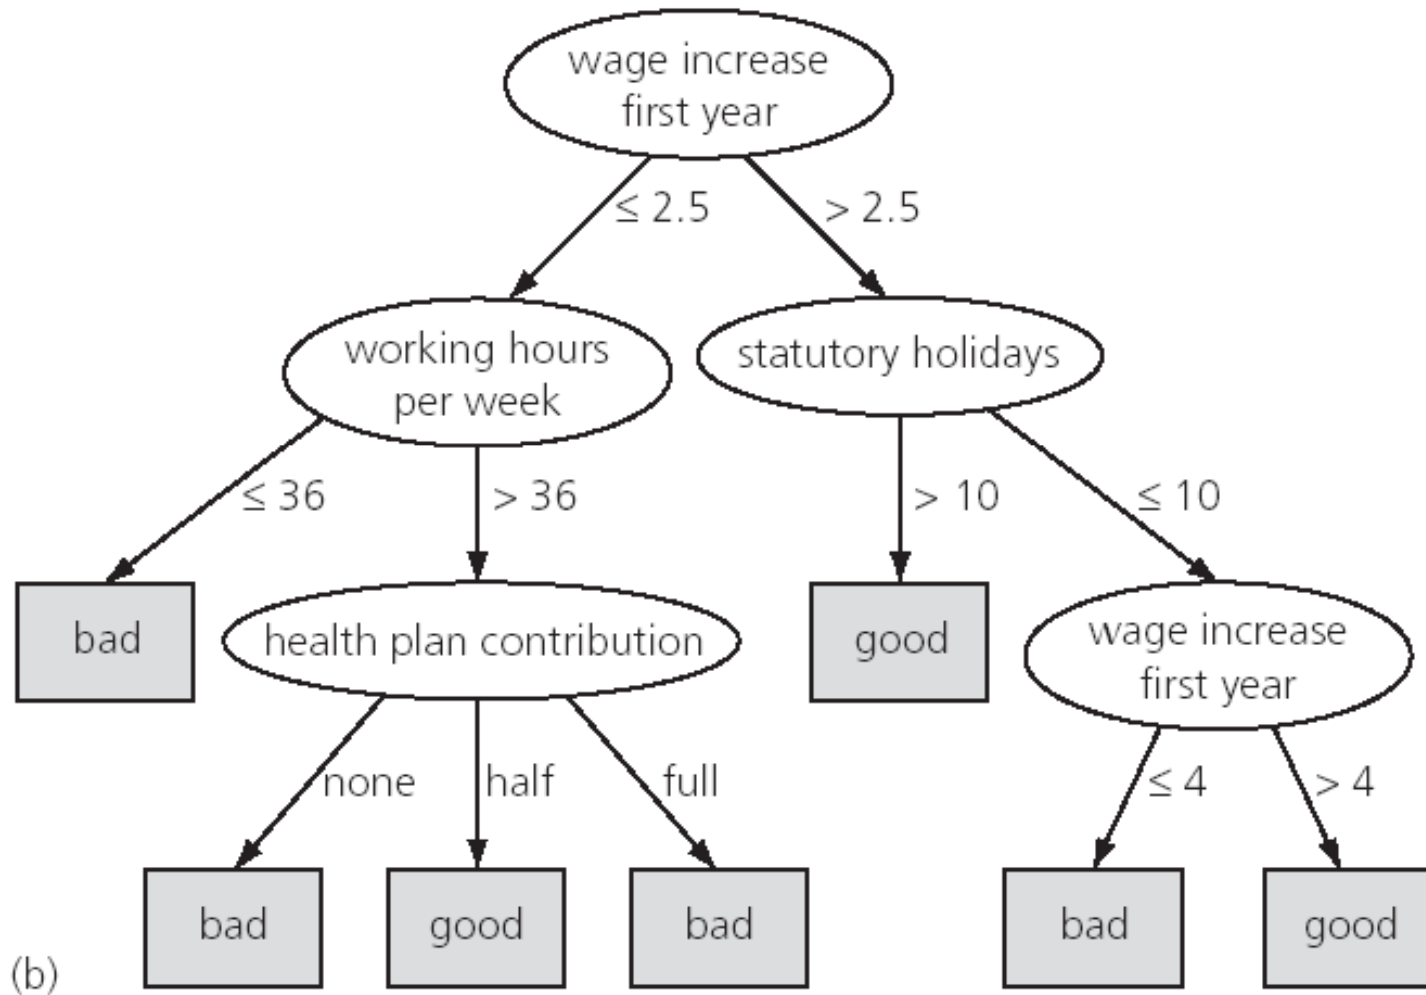 wage increase
first year
≤ 2.5
> 2.5
working hours
per week
statutory holidays
≤ 36
> 36
> 10
≤ 10
bad
health plan contribution
good
wage increase
first year
none
half
full
≤ 4
> 4
bad
good
bad
bad
good
(b)